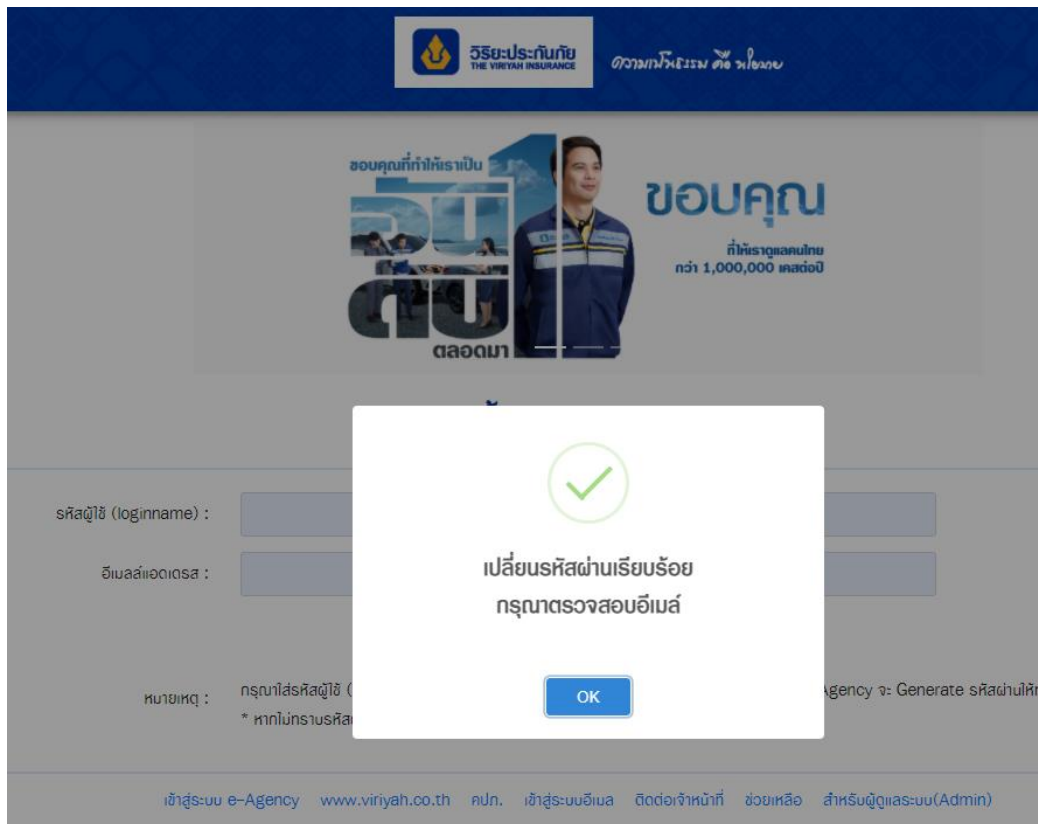 วิริยะประกันภัย
THE VIRIYAH INSURANCE
ความเป็นธรรม คือ นโยบาย
ขอบคุณที่ทำให้เราเป็น
อันดับ 1
ตลอดมา
ขอบคุณ
ที่ให้เราดูแลคนไทย
กว่า 1,000,000 เคสต่อปี
รหัสผู้ใช้ (loginname) :
อีเมลล์แอดเดรส :
เปลี่ยนรหัสผ่านเรียบร้อย
กรุณาตรวจสอบอีเมล์
OK
หมายเหตุ :
กรุณาใส่รหัสผู้ใช้ (
Agency จะ Generate รหัสผ่านให้
* หากไม่ทราบรหัส
เข้าสู่ระบบ e-Agency www.viriyah.co.th คปภ. เข้าสู่ระบบอีเมล ติดต่อเจ้าหน้าที่ ช่วยเหลือ สำหรับผู้ดูแลระบบ(Admin)